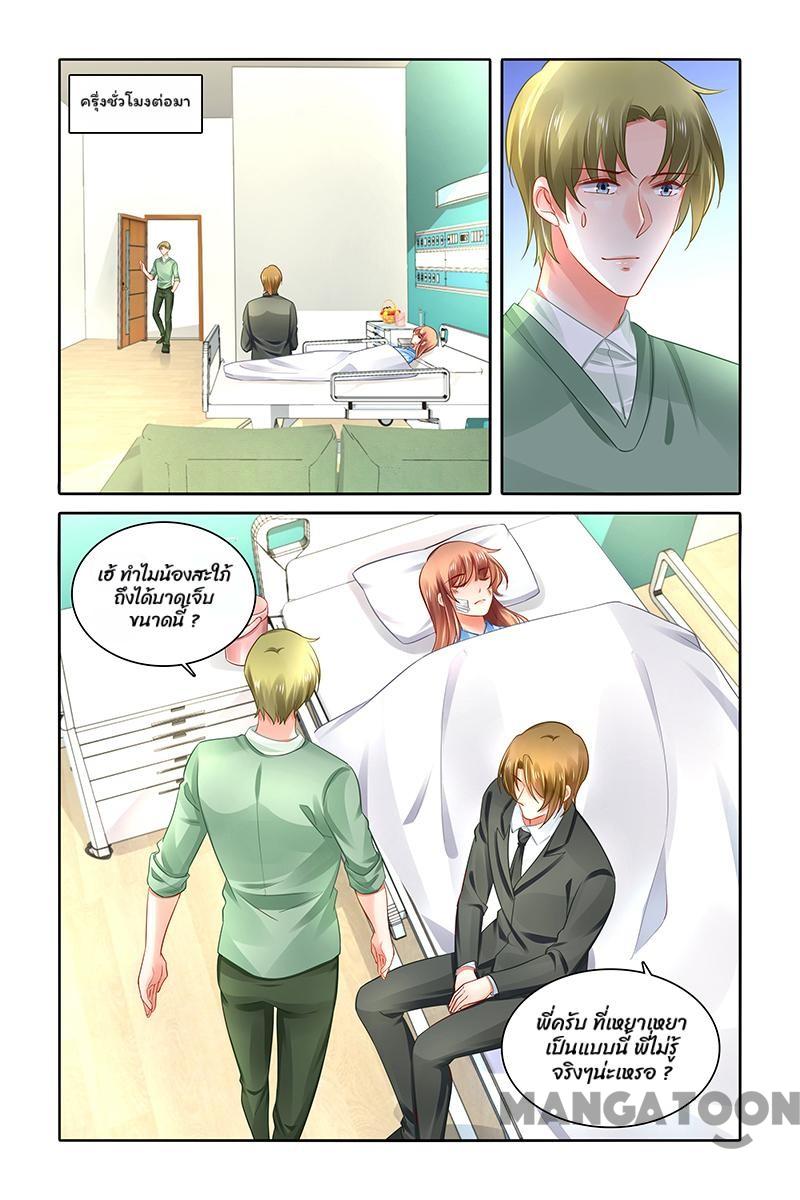 ครึ่งชั่วโมงต่อมา
เฮ้ ทำไมน้องสะใภ้
ถึงได้บาดเจ็บ
ขนาดนี้ ?
พี่ครับ ที่เหยาเหยา
เป็นแบบนี้ พี่ไม่รู้
จริงๆน่ะเหรอ ?
MANGATOON